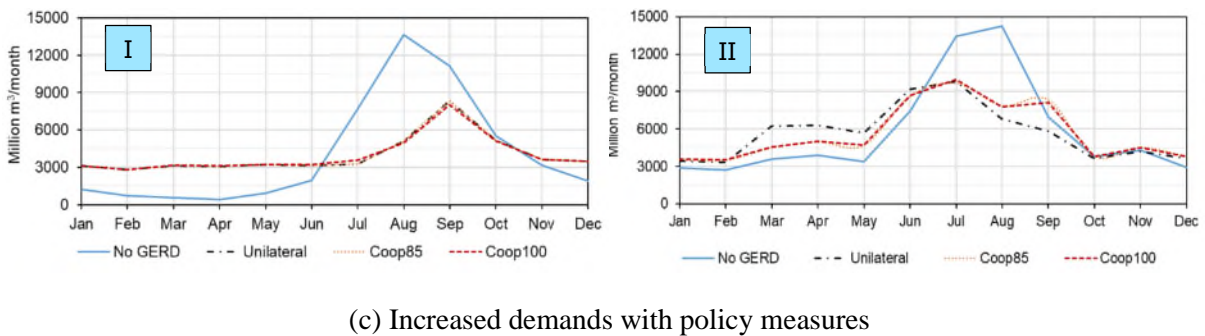 15000
12000
9000
6000
3000
0
Million m³/month
I
Jan Feb Mar Apr May Jun Jul Aug Sep Oct Nov Dec
No GERD Unilateral Coop85 Coop100
15000
12000
9000
6000
3000
0
Million m³/month
II
Jan Feb Mar Apr May Jun Jul Aug Sep Oct Nov Dec
No GERD Unilateral Coop85 Coop100
(c) Increased demands with policy measures